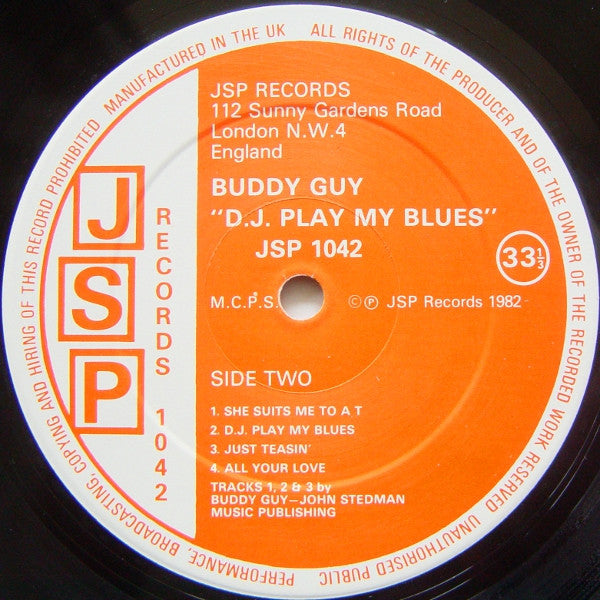 MANUFACTURED IN THE UK ALL RIGHTS OF THE PRODUCER AND OF THE OWNER OF THE RECORDED WORK RESERVED UNAUTHORISED PUBLIC PERFORMANCE, BROADCASTING, COPYING AND HIRING OF THIS RECORD PROHIBITED
JSP
RECORDS 1042
JSP RECORDS
112 Sunny Gardens Road
London N.W.4
England
BUDDY GUY
"D.J. PLAY MY BLUES"
JSP 1042
33⅓
M.C.P.S. ©℗ JSP Records 1982
SIDE TWO
1. SHE SUITS ME TO A T
2. D.J. PLAY MY BLUES
3. JUST TEASIN'
4. ALL YOUR LOVE
TRACKS 1, 2 & 3 by
BUDDY GUY—JOHN STEDMAN
MUSIC PUBLISHING